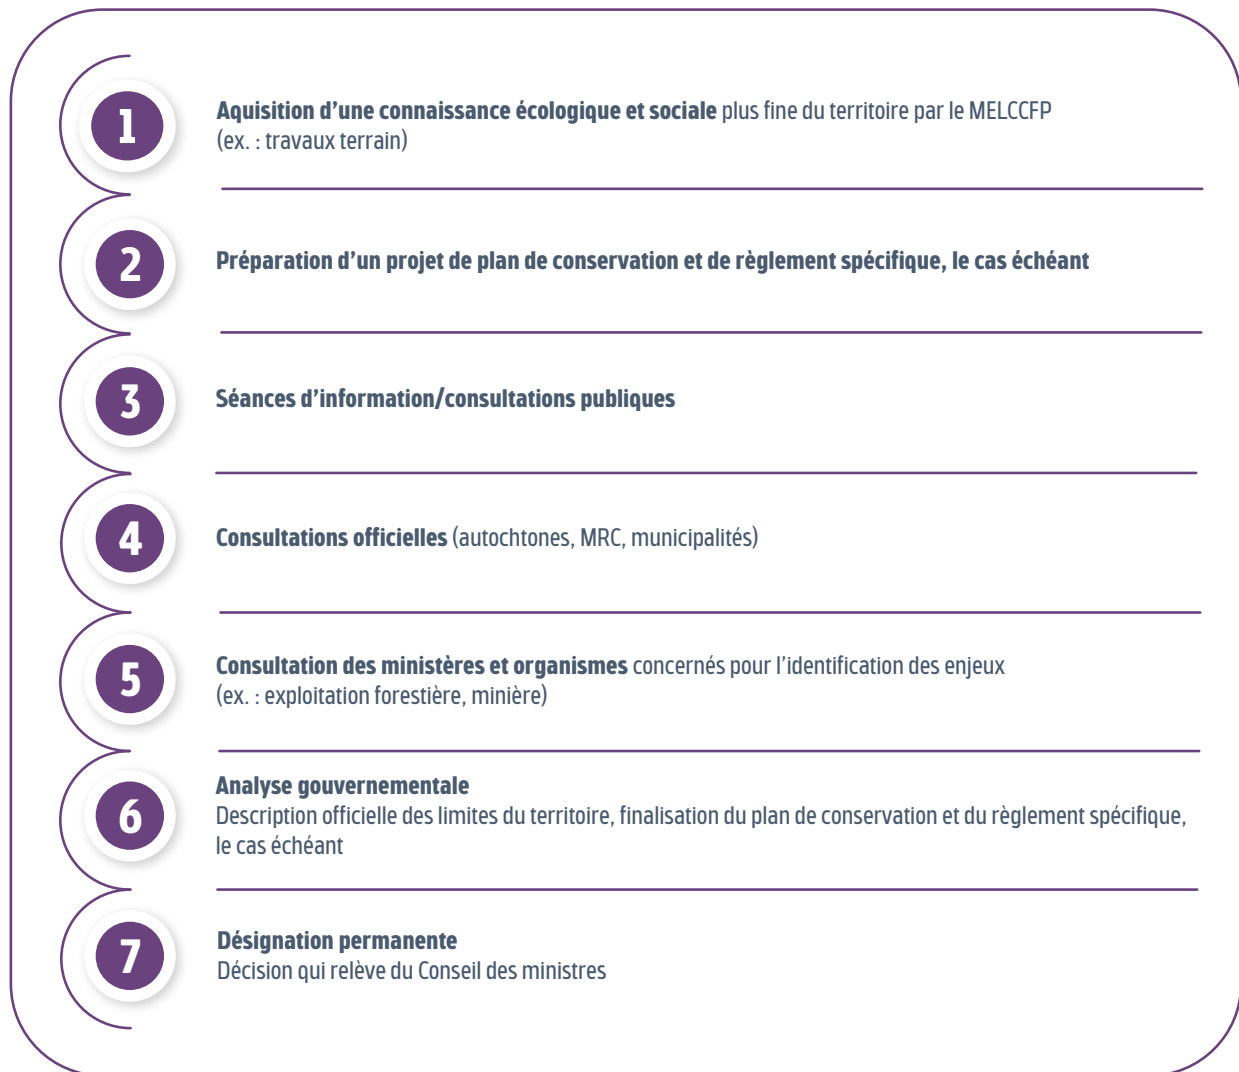 1
Aquisition d’une connaissance écologique et sociale plus fine du territoire par le MELCCFP
(ex. : travaux terrain)
2
Préparation d’un projet de plan de conservation et de règlement spécifique, le cas échéant
3
Séances d’information/consultations publiques
4
Consultations officielles (autochtones, MRC, municipalités)
5
Consultation des ministères et organismes concernés pour l’identification des enjeux
(ex. : exploitation forestière, minière)
6
Analyse gouvernementale
Description officielle des limites du territoire, finalisation du plan de conservation et du règlement spécifique,
le cas échéant
7
Désignation permanente
Décision qui relève du Conseil des ministres